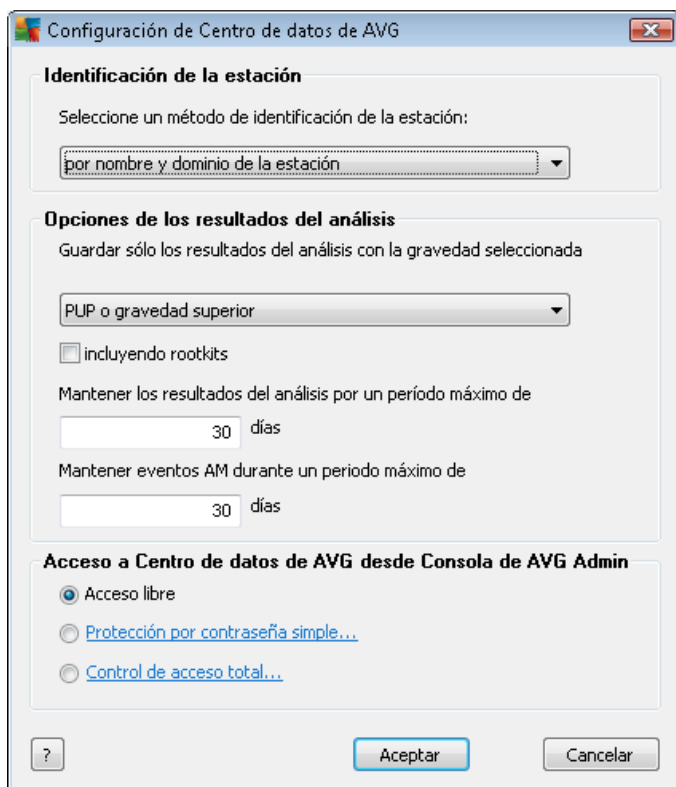 Configuración de Centro de datos de AVG
Identificación de la estación
Seleccione un método de identificación de la estación:
por nombre y dominio de la estación
Opciones de los resultados del análisis
Guardar sólo los resultados del análisis con la gravedad seleccionada
PUP o gravedad superior
incluyendo rootkits
Mantener los resultados del análisis por un período máximo de
30 días
Mantener eventos AM durante un periodo máximo de
30 días
Acceso a Centro de datos de AVG desde Consola de AVG Admin
Acceso libre
Protección por contraseña simple...
Control de acceso total...
? Aceptar Cancelar